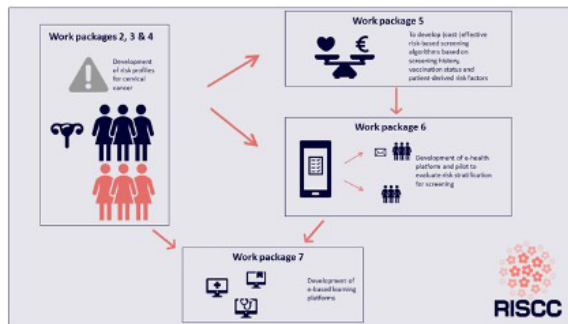 Work packages 2, 3 & 4
Development
of risk profiles
for cervical
cancer
Work package 5
€
To develop (cost-)effective
risk-based screening
algorithms based on
screening history,
vaccination status and
patient-derived risk factors
Work package 6
Development of e-health
platform and pilot to
evaluate risk stratification
for screening
Work package 7
Development of
e-based learning
platforms
RISCC